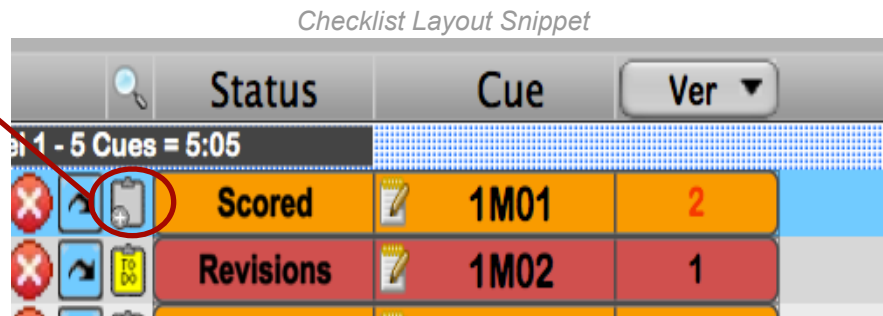 Checklist Layout Snippet
Status Cue Ver
1 - 5 Cues = 5:05
Scored 1M01 2
TO DO Revisions 1M02 1